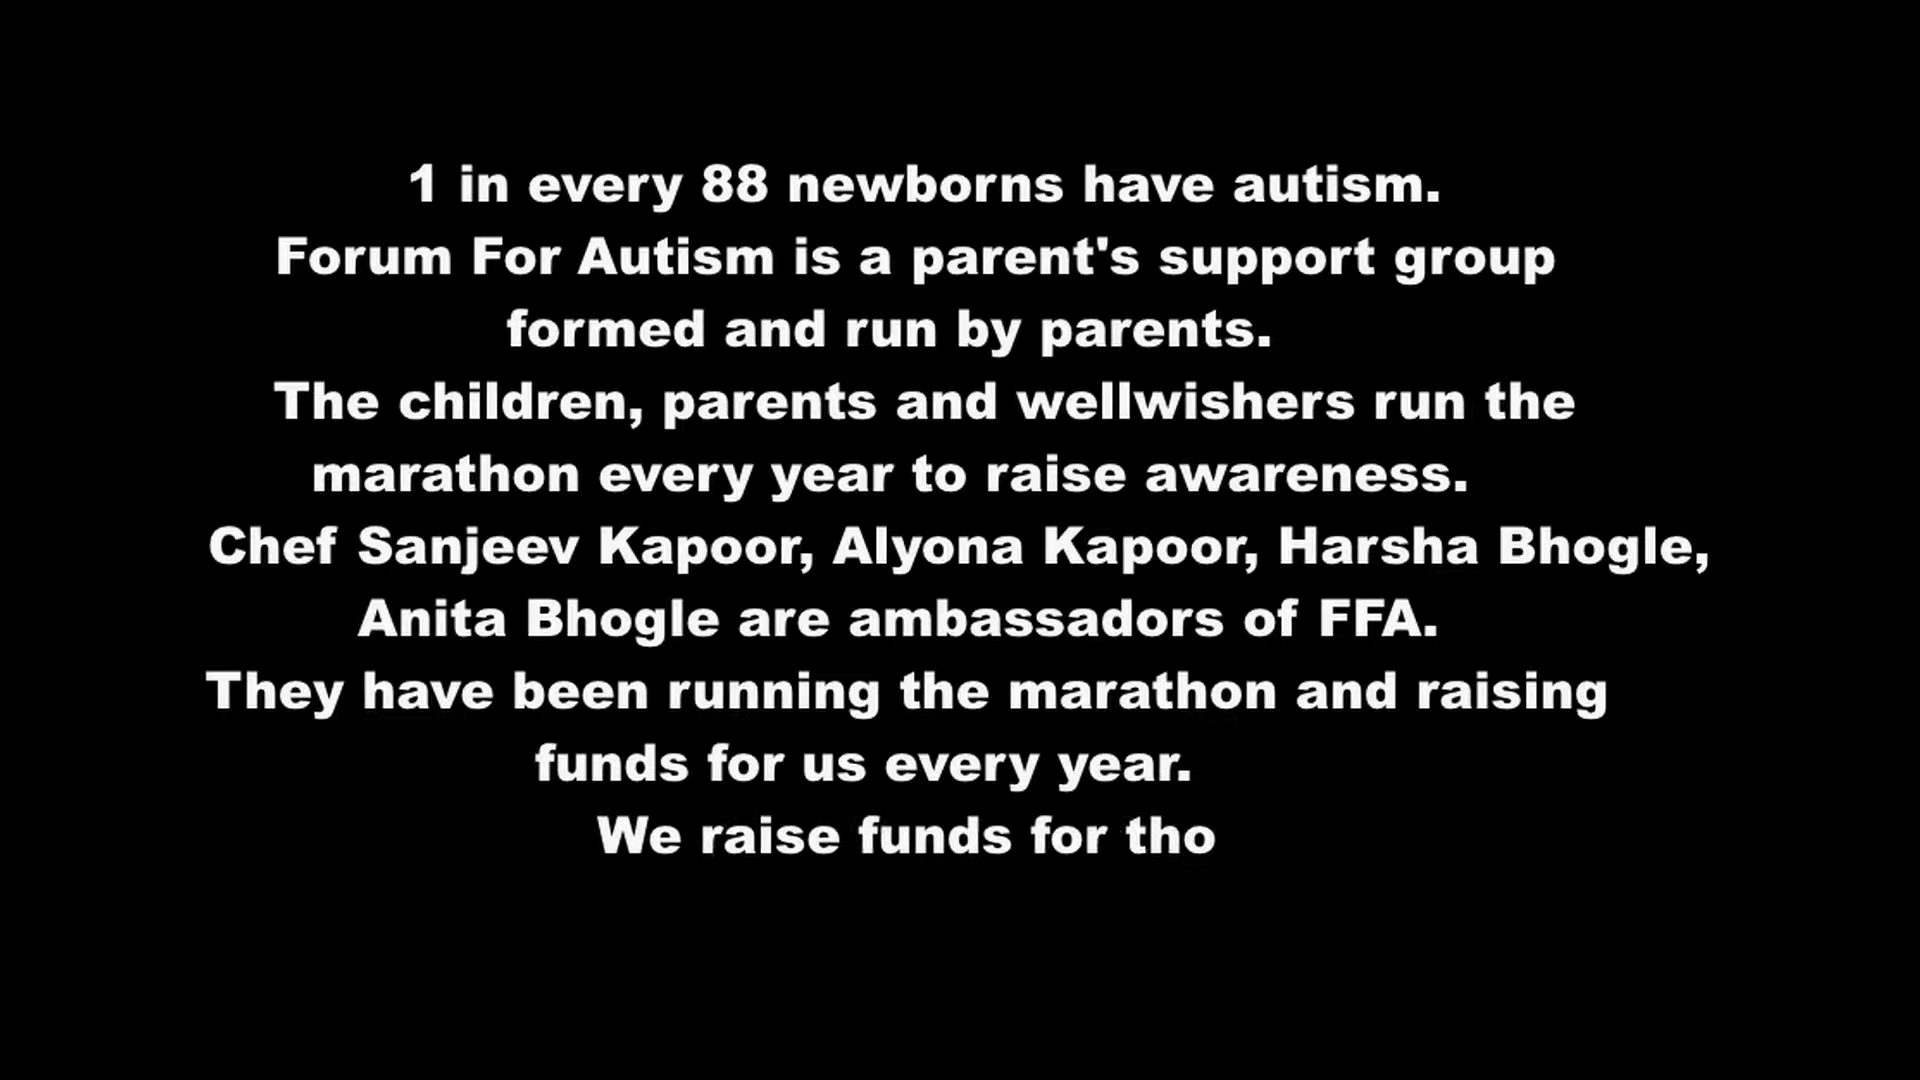 1 in every 88 newborns have autism.
Forum For Autism is a parent's support group
formed and run by parents.
The children, parents and wellwishers run the
marathon every year to raise awareness.
Chef Sanjeev Kapoor, Alyona Kapoor, Harsha Bhogle,
Anita Bhogle are ambassadors of FFA.
They have been running the marathon and raising
funds for us every year.
We raise funds for tho